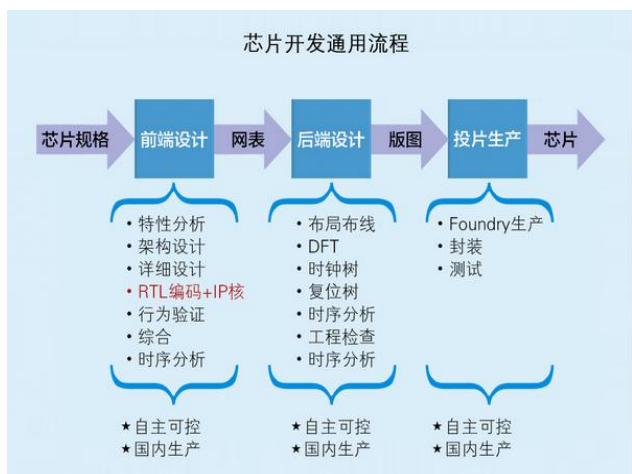 芯片开发通用流程
芯片规格 前端设计 网表 后端设计 版图 投片生产 芯片
• 特性分析
• 架构设计
• 详细设计
• RTL编码+IP核
• 行为验证
• 综合
• 时序分析
★自主可控
★国内生产
• 布局布线
• DFT
• 时钟树
• 复位树
• 时序分析
• 工程检查
• 时序分析
★自主可控
★国内生产
• Foundry生产
• 封装
• 测试
★自主可控
★国内生产